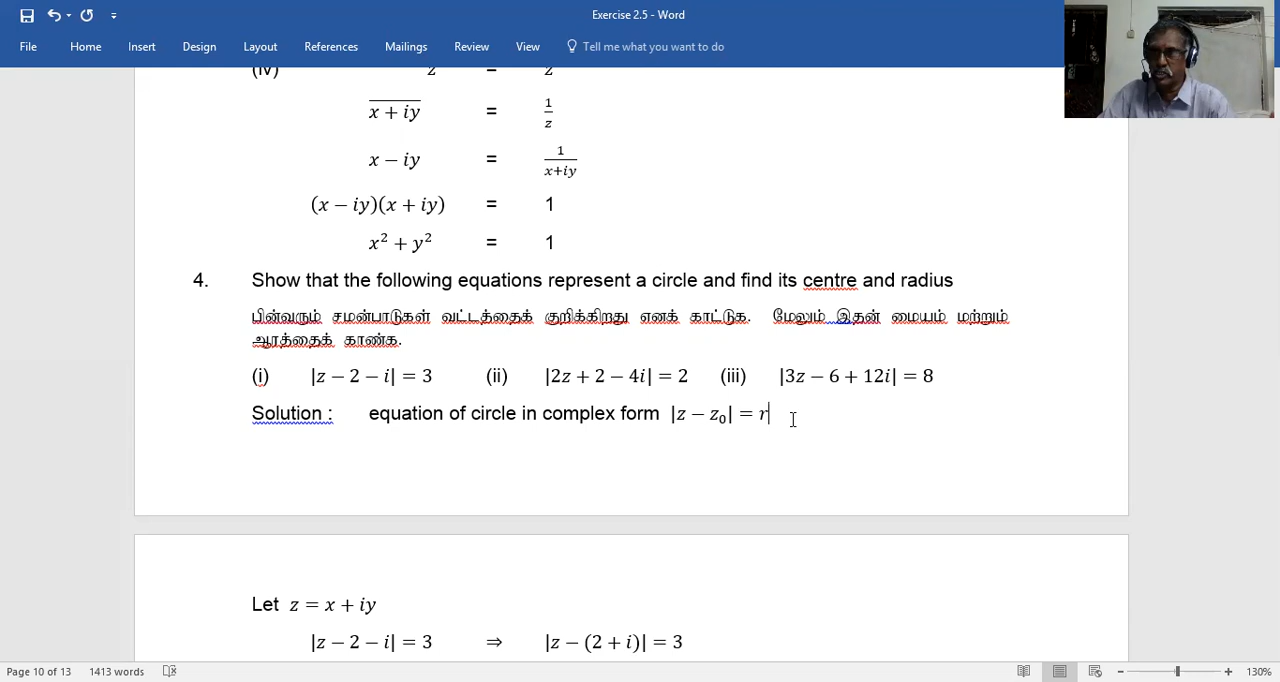 Exercise 2.5 - Word
File Home Insert Design Layout References Mailings Review View Tell me what you want to do
(iv) z̄ = z
\overline{x + iy} = 1/z
x − iy = 1/(x+iy)
(x − iy)(x + iy) = 1
x² + y² = 1
4. Show that the following equations represent a circle and find its centre and radius
பின்வரும் சமன்பாடுகள் வட்டத்தைக் குறிக்கிறது எனக் காட்டுக. மேலும் இதன் மையம் மற்றும்
ஆரத்தைக் காண்க.
(i) |z − 2 − i| = 3 (ii) |2z + 2 − 4i| = 2 (iii) |3z − 6 + 12i| = 8
Solution : equation of circle in complex form |z − z₀| = r
Let z = x + iy
|z − 2 − i| = 3 ⇒ |z − (2 + i)| = 3
Page 10 of 13 1413 words 130%